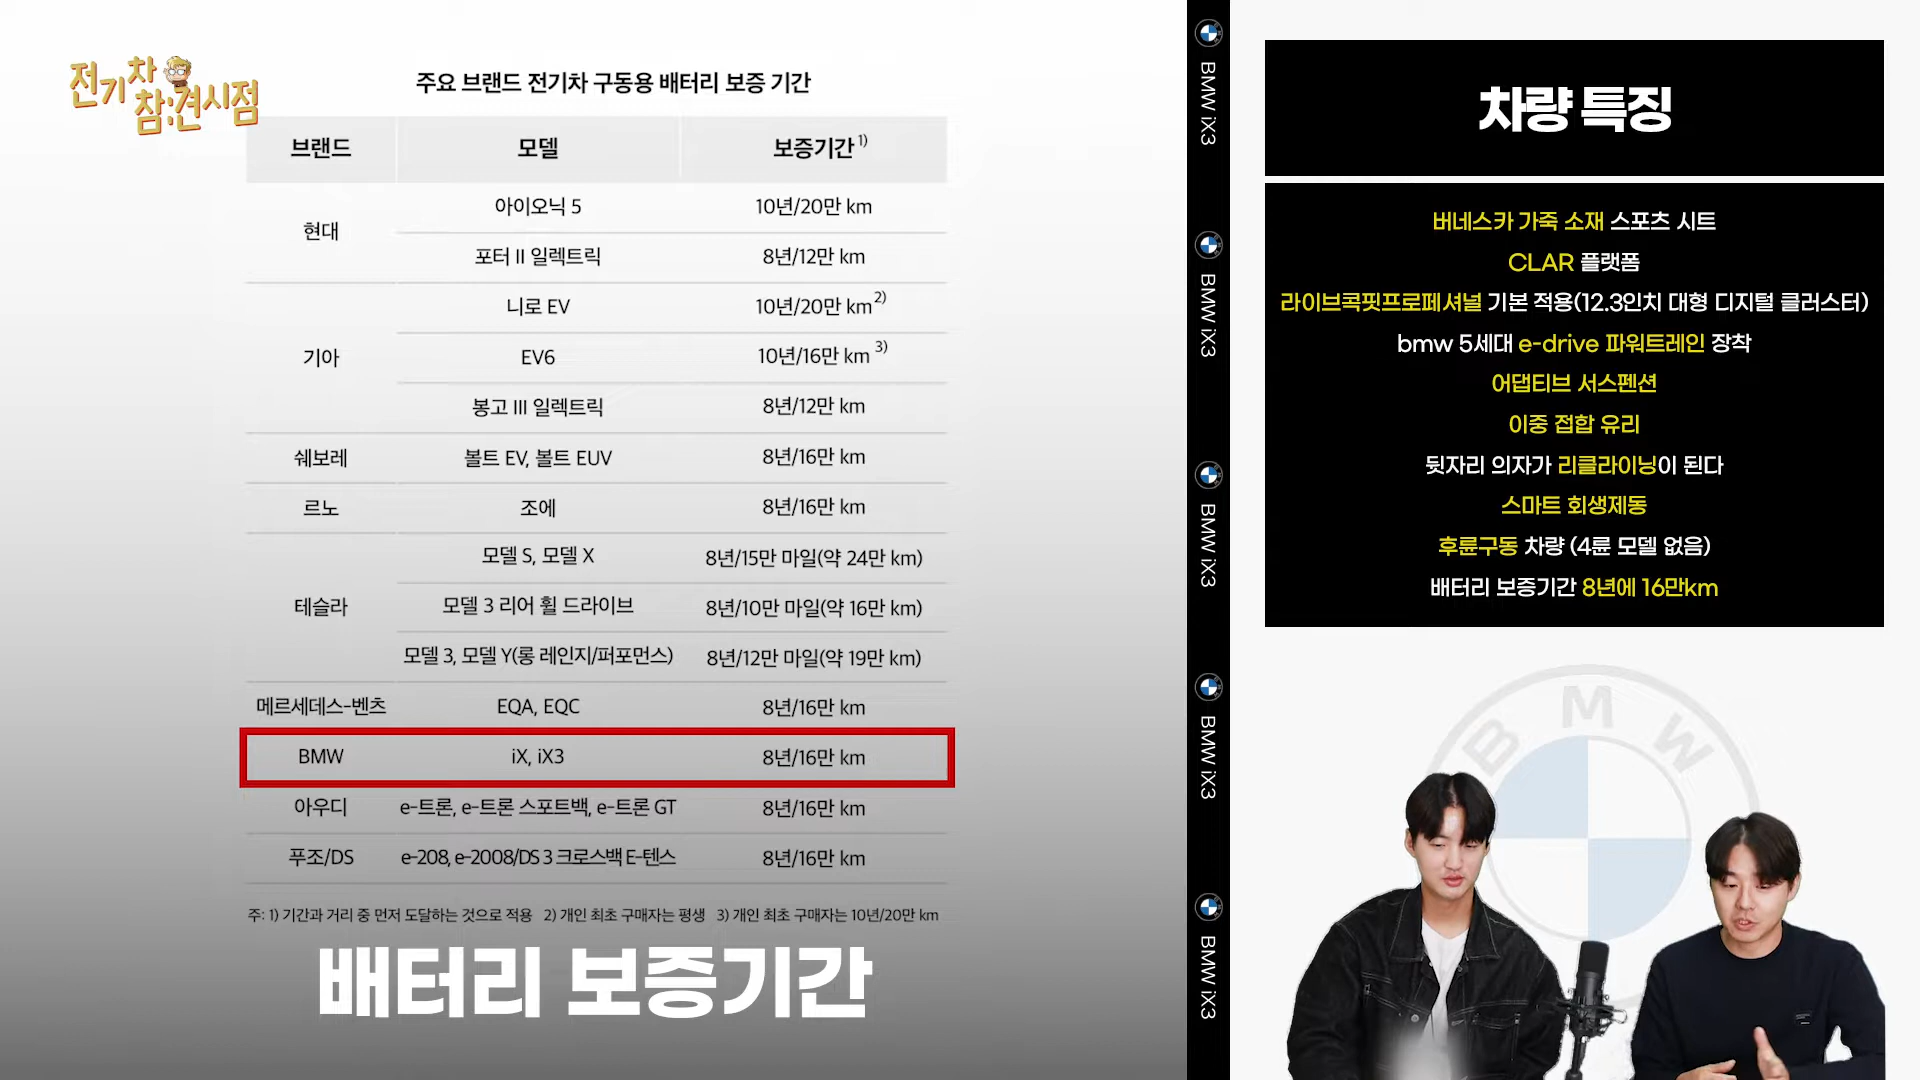 전기차
참:견시점
주요 브랜드 전기차 구동용 배터리 보증 기간
브랜드 모델 보증기간 1)
현대 아이오닉 5 10년/20만 km
포터 II 일렉트릭 8년/12만 km
기아 니로 EV 10년/20만 km 2)
EV6 10년/16만 km 3)
봉고 III 일렉트릭 8년/12만 km
쉐보레 볼트 EV, 볼트 EUV 8년/16만 km
르노 조에 8년/16만 km
테슬라 모델 S, 모델 X 8년/15만 마일(약 24만 km)
모델 3 리어 휠 드라이브 8년/10만 마일(약 16만 km)
모델 3, 모델 Y(롱 레인지/퍼포먼스) 8년/12만 마일(약 19만 km)
메르세데스-벤츠 EQA, EQC 8년/16만 km
BMW iX, iX3 8년/16만 km
아우디 e-트론, e-트론 스포트백, e-트론 GT 8년/16만 km
푸조/DS e-208, e-2008/DS 3 크로스백 E-텐스 8년/16만 km
주: 1) 기간과 거리 중 먼저 도달하는 것으로 적용 2) 개인 최초 구매자는 평생 3) 개인 최초 구매자는 10년/20만 km
배터리 보증기간
BMW iX3
BMW iX3
BMW iX3
BMW iX3
BMW iX3
차량 특징
버네스카 가죽 소재 스포츠 시트
CLAR 플랫폼
라이브콕핏프로페셔널 기본 적용(12.3인치 대형 디지털 클러스터)
bmw 5세대 e-drive 파워트레인 장착
어댑티브 서스펜션
이중 접합 유리
뒷자리 의자가 리클라이닝이 된다
스마트 회생제동
후륜구동 차량 (4륜 모델 없음)
배터리 보증기간 8년에 16만km
BMW